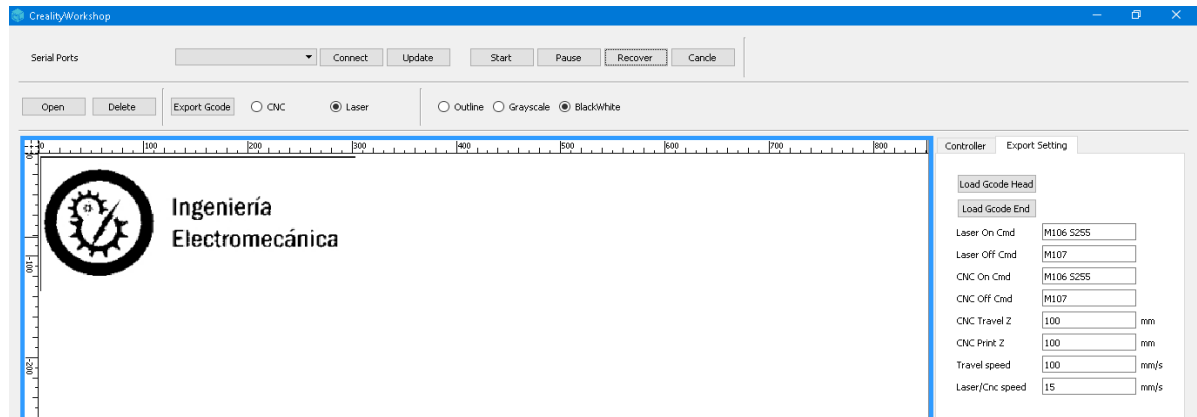 CrealityWorkshop
Serial Ports Connect Update Start Pause Recover Cancle
Open Delete Export Gcode CNC Laser Outline Grayscale BlackWhite
0 100 200 300 400 500 600 700 800
Controller Export Setting
0
-100
-200
Ingeniería
Electromecánica
Load Gcode Head
Load Gcode End
Laser On Cmd M106 S255
Laser Off Cmd M107
CNC On Cmd M106 S255
CNC Off Cmd M107
CNC Travel Z 100 mm
CNC Print Z 100 mm
Travel speed 100 mm/s
Laser/Cnc speed 15 mm/s